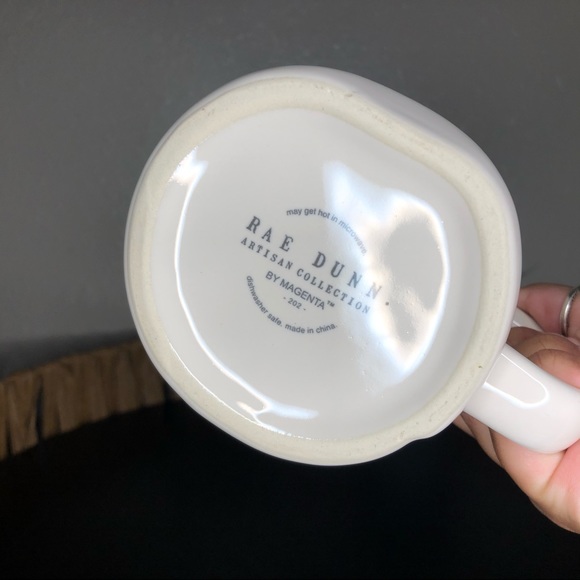 may get hot in microwave
RAE DUNN.
ARTISAN COLLECTION
BY MAGENTA™
- 202 -
dishwasher safe. made in china.